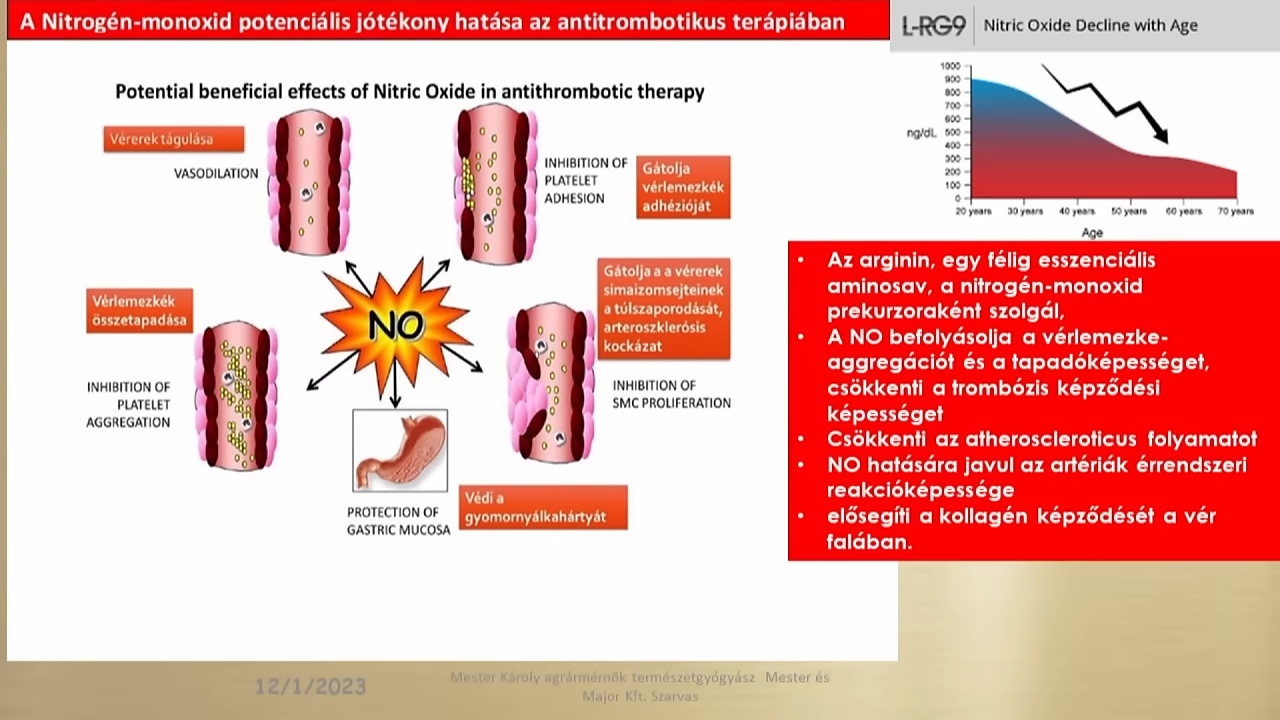 A Nitrogén-monoxid potenciális jótékony hatása az antitrombotikus terápiában
L-RG9
Nitric Oxide Decline with Age
Potential beneficial effects of Nitric Oxide in antithrombotic therapy
Vérerek tágulása
VASODILATION
INHIBITION OF
PLATELET
ADHESION
Gátolja
vérlemezkék
adhézióját
Vérlemezkék
összetapadása
INHIBITION OF
PLATELET
AGGREGATION
NO
Gátolja a a vérerek
simaizomsejteinek
a túlszaporodását,
arteroszklerósis
kockázat
INHIBITION OF
SMC PROLIFERATION
PROTECTION OF
GASTRIC MUCOSA
Védi a
gyomornyálkahártyát
1000
900
800
700
600
500
400
300
200
100
0
ng/dL
20 years 30 years 40 years 50 years 60 years 70 years
Age
• Az arginin, egy félig esszenciális
aminosav, a nitrogén-monoxid
prekurzoraként szolgál,
• A NO befolyásolja a vérlemezke-
aggregációt és a tapadóképességet,
csökkenti a trombózis képződési
képességet
• Csökkenti az atheroscleroticus folyamatot
• NO hatására javul az artériák érrendszeri
reakcióképessége
• elősegíti a kollagén képződését a vér
falában.
12/1/2023
Mester Károly agrármérnök természetgyógyász Mester és
Major Kft. Szarvas